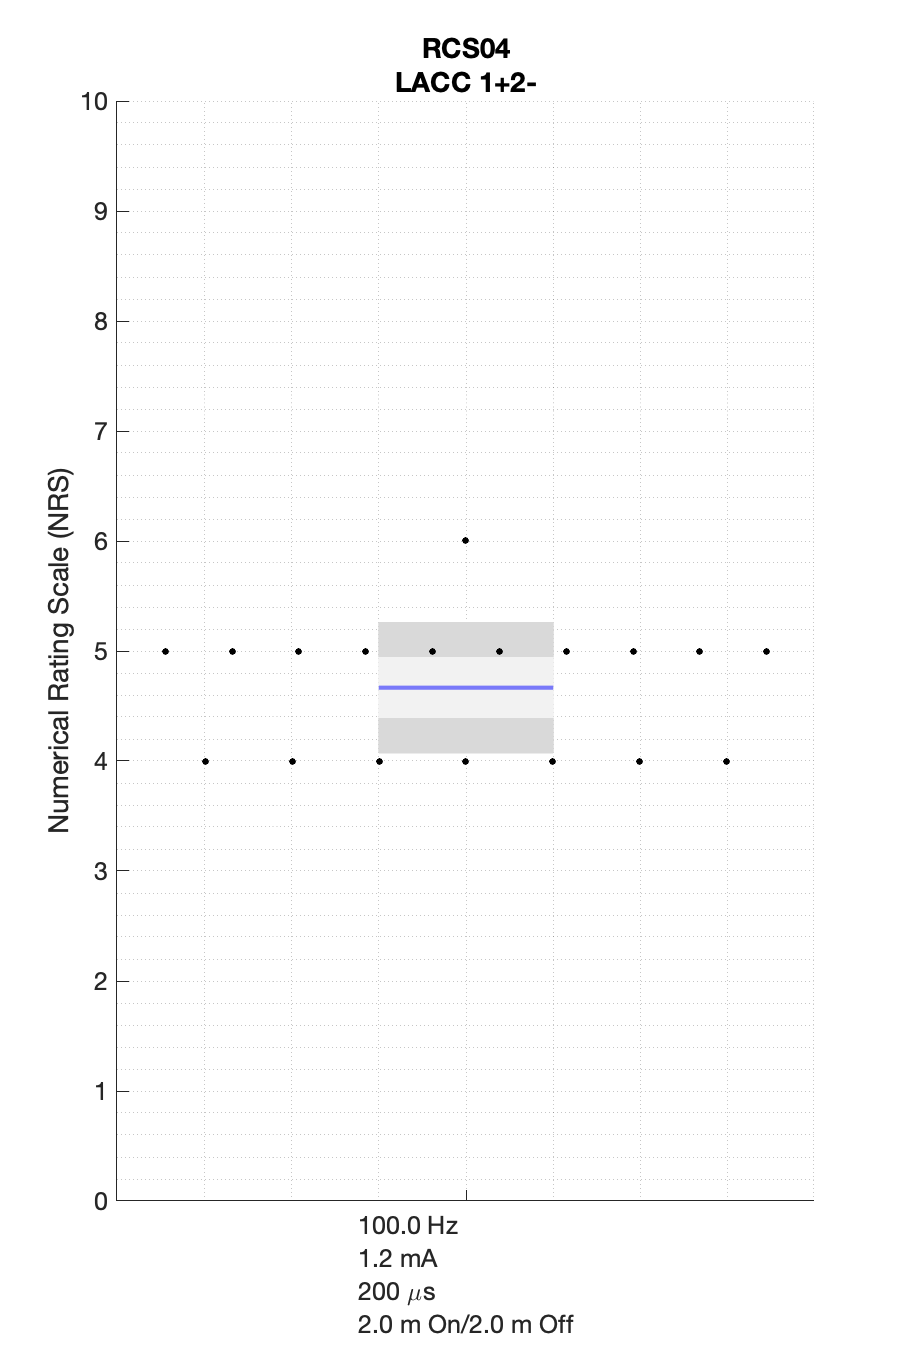 RCS04
LACC 1+2-
10
9
8
7
6
5
4
3
2
1
0
Numerical Rating Scale (NRS)
100.0 Hz
1.2 mA
200 μs
2.0 m On/2.0 m Off